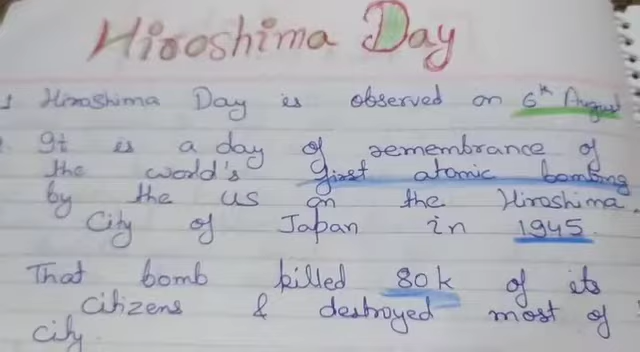 Hiroshima Day
Hiroshima Day is observed on 6th August
It is a day of remembrance of
the world's first atomic bombing
by the us on the Hiroshima.
City of Japan in 1945.
That bomb killed 80k of its
citizens & destroyed most of
city.